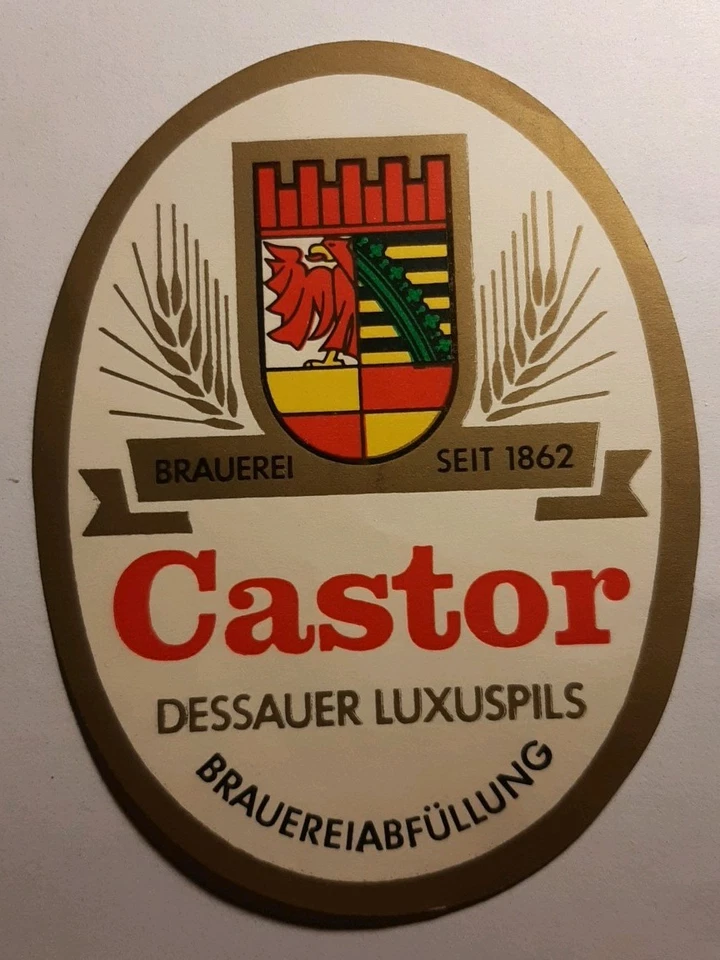 BRAUEREI SEIT 1862
Castor
DESSAUER LUXUSPILS
BRAUEREIABFÜLLUNG